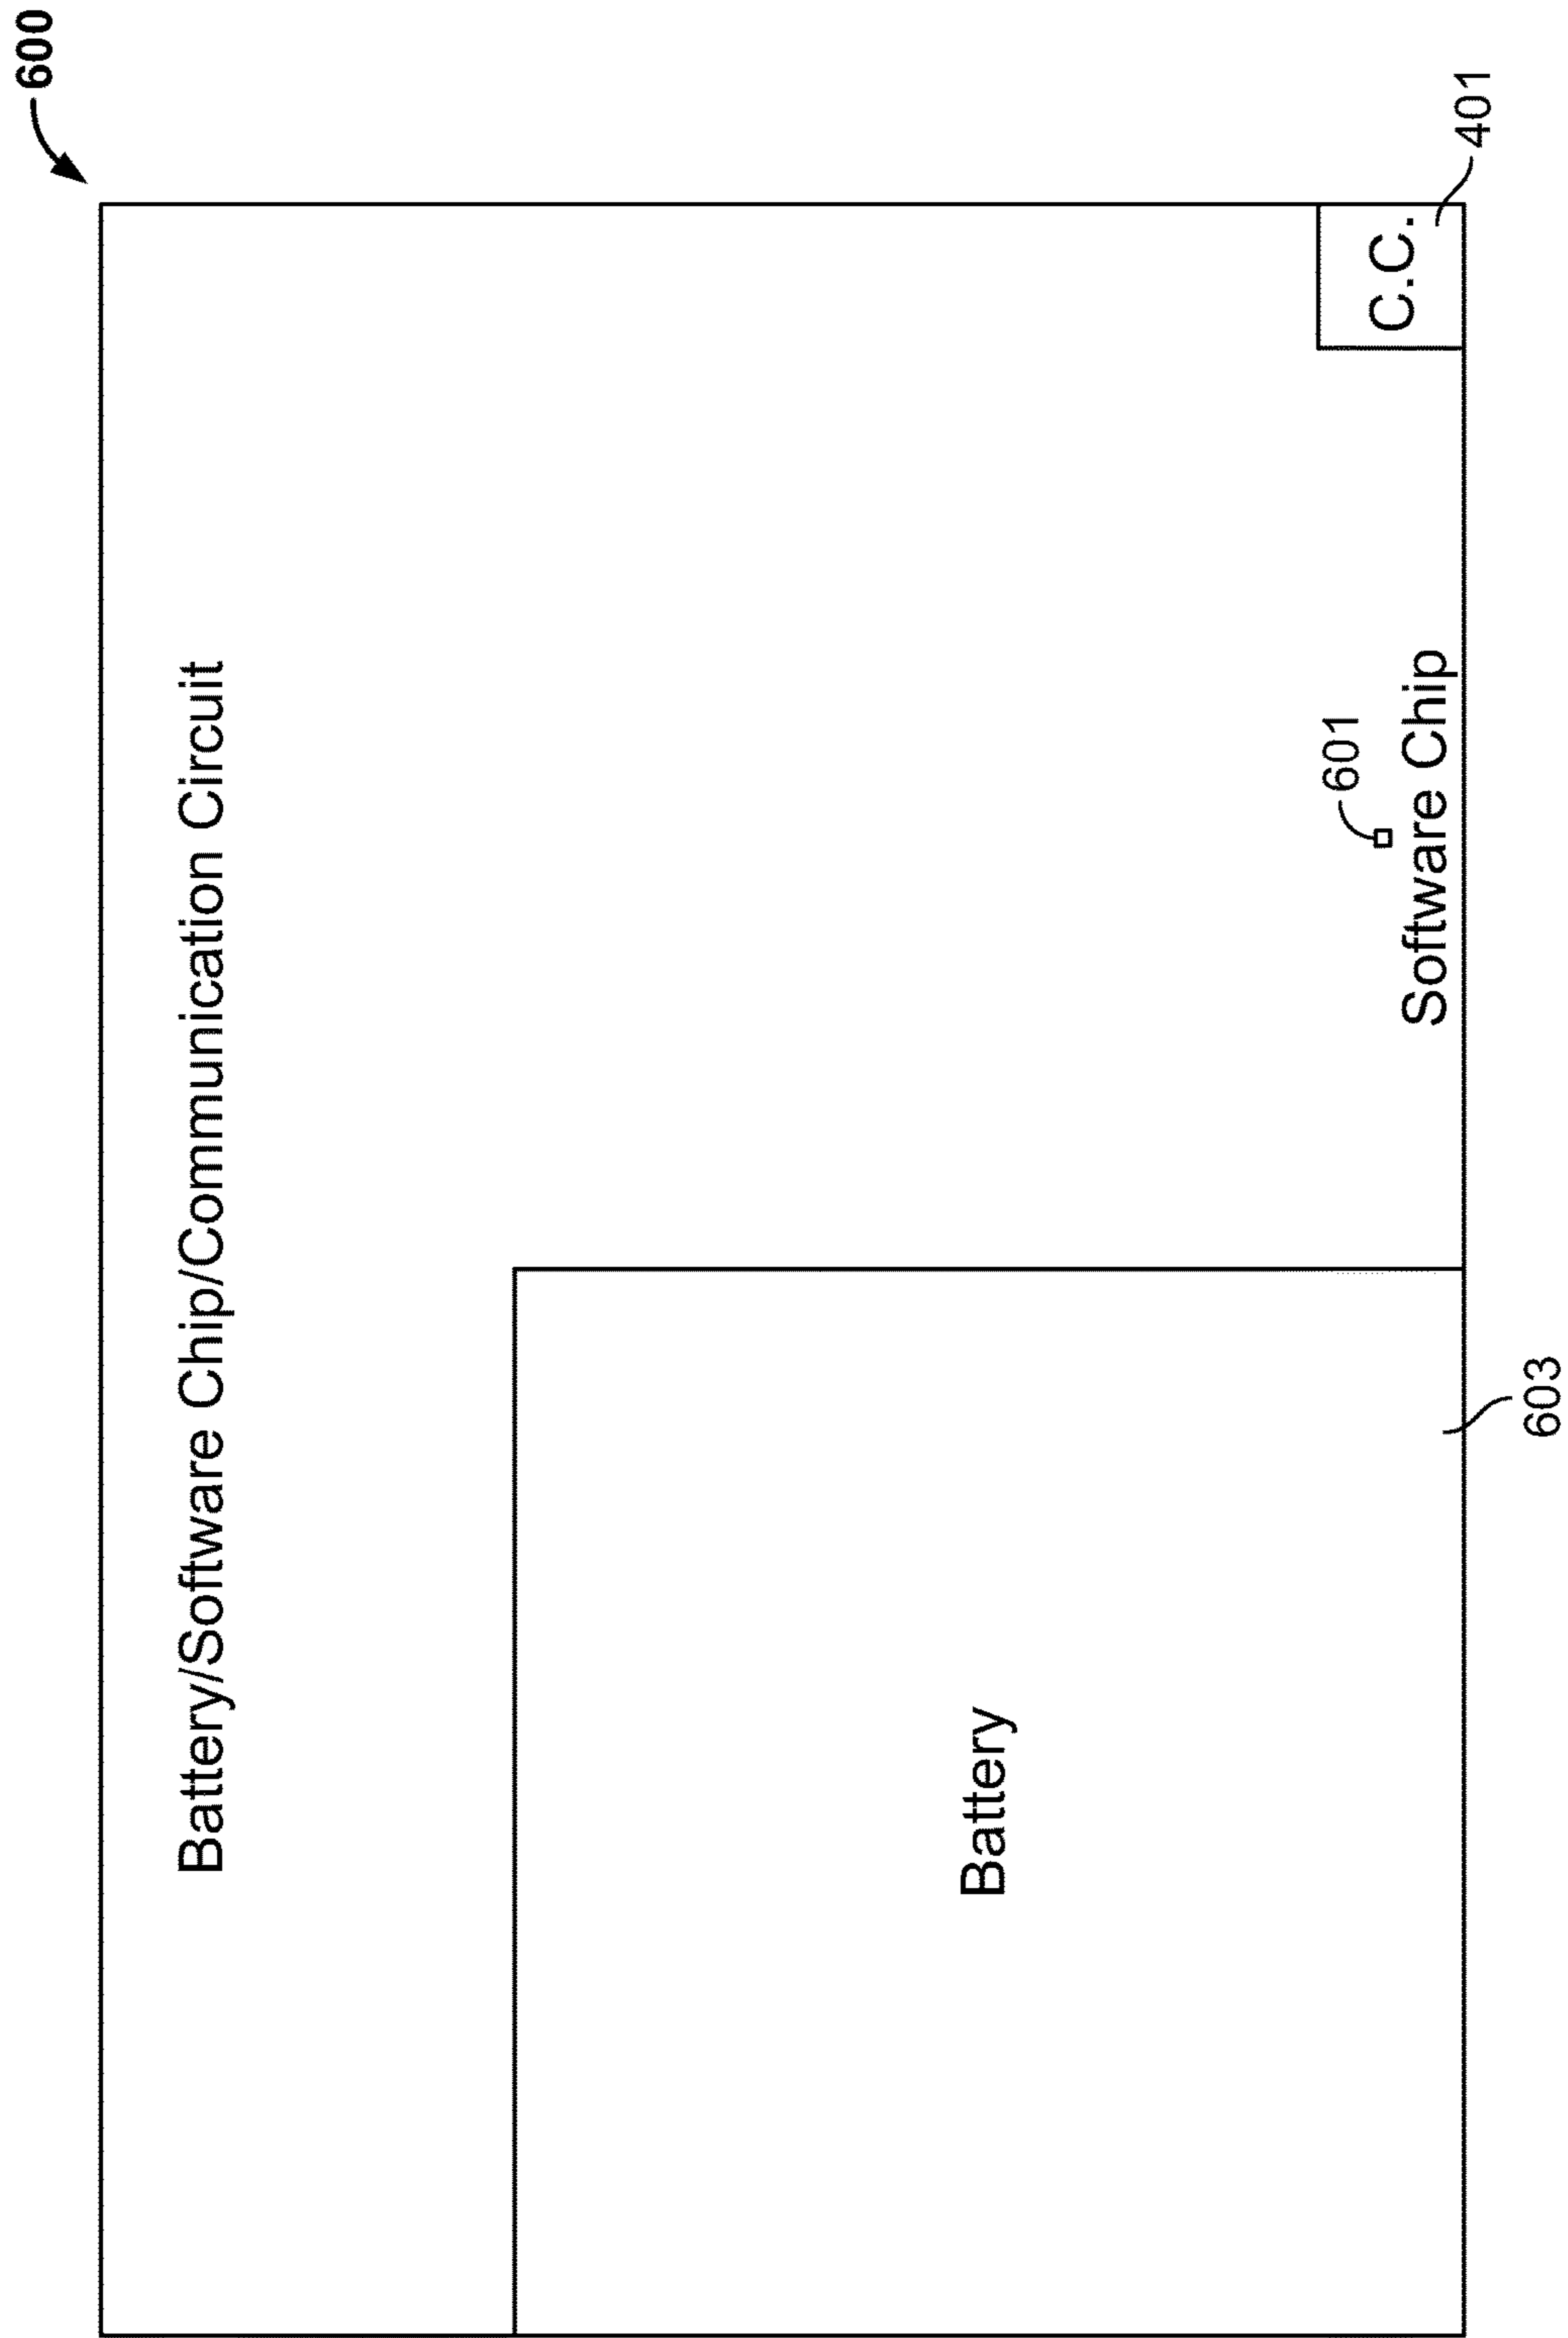 600
Battery/Software Chip/Communication Circuit
Battery
601
Software Chip
C.C.
401
603